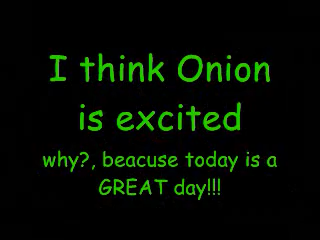 I think Onion
is excited
why?, beacuse today is a
GREAT day!!!